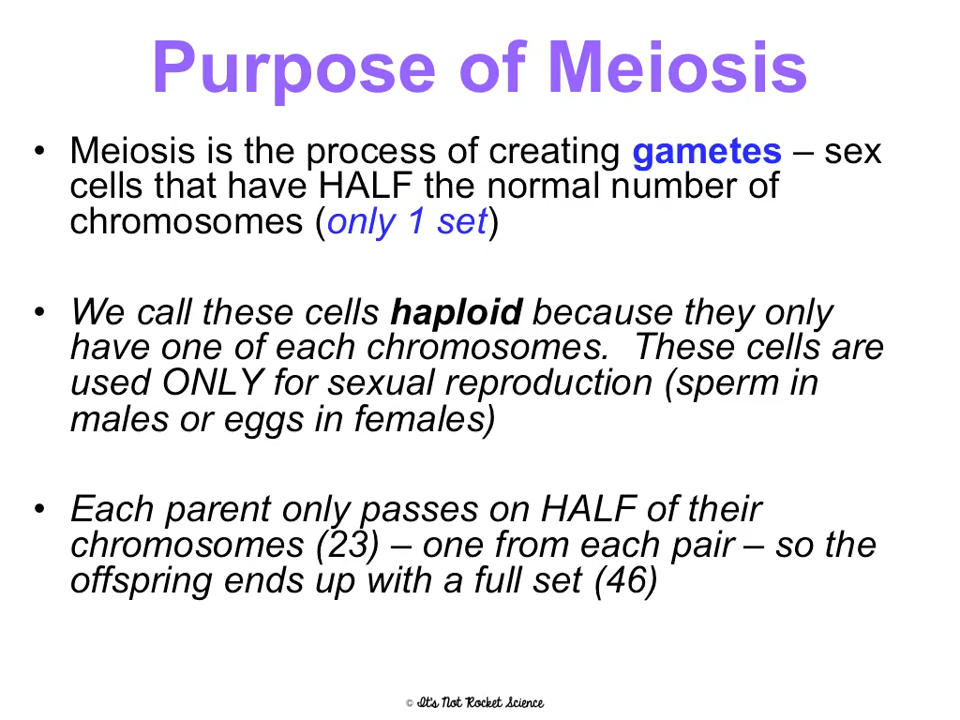 Purpose of Meiosis
• Meiosis is the process of creating gametes – sex
cells that have HALF the normal number of
chromosomes (only 1 set)
• We call these cells haploid because they only
have one of each chromosomes.  These cells are
used ONLY for sexual reproduction (sperm in
males or eggs in females)
• Each parent only passes on HALF of their
chromosomes (23) – one from each pair – so the
offspring ends up with a full set (46)
© It's Not Rocket Science